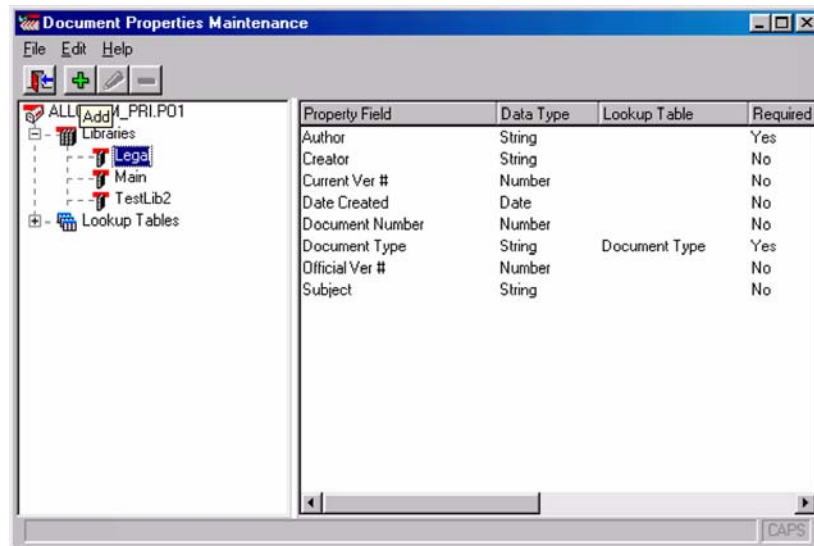 Document Properties Maintenance
File Edit Help
Add
Libraries
Legal
Main
TestLib2
Lookup Tables
Property Field Data Type Lookup Table Required
Author String Yes
Creator String No
Current Ver # Number No
Date Created Date No
Document Number Number No
Document Type String Document Type Yes
Official Ver # Number No
Subject String No
CAPS